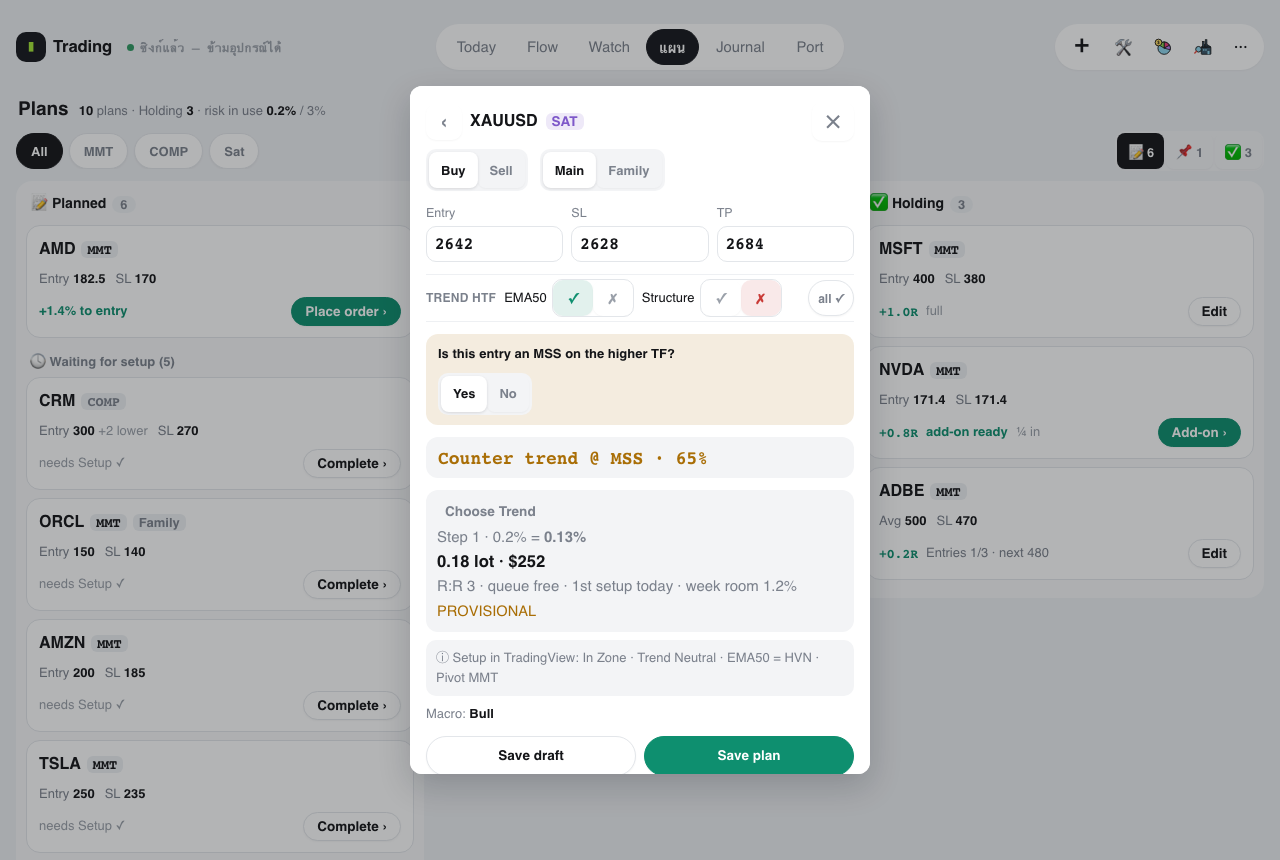 Trading
ซิงก์แล้ว — ข้ามอุปกรณ์ได้
Today Flow Watch แผน Journal Port
+ ···
Plans 10 plans · Holding 3 · risk in use 0.2% / 3%
All MMT COMP Sat
6 1 3
Planned 6
AMD MMT
Entry 182.5 SL 170
+1.4% to entry Place order ›
Waiting for setup (5)
CRM COMP
Entry 300 +2 lower SL 270
needs Setup ✓ Complete ›
ORCL MMT Family
Entry 150 SL 140
needs Setup ✓ Complete ›
AMZN MMT
Entry 200 SL 185
needs Setup ✓ Complete ›
TSLA MMT
Entry 250 SL 235
needs Setup ✓ Complete ›
‹ XAUUSD SAT ✕
Buy Sell Main Family
Entry SL TP
2642 2628 2684
TREND HTF EMA50 ✓ ✗ Structure ✓ ✗ all ✓
Is this entry an MSS on the higher TF?
Yes No
Counter trend @ MSS · 65%
Choose Trend
Step 1 · 0.2% = 0.13%
0.18 lot · $252
R:R 3 · queue free · 1st setup today · week room 1.2%
PROVISIONAL
ⓘ Setup in TradingView: In Zone · Trend Neutral · EMA50 = HVN ·
Pivot MMT
Macro: Bull
Save draft Save plan
Holding 3
MSFT MMT
Entry 400 SL 380
+1.0R full Edit
NVDA MMT
Entry 171.4 SL 171.4
+0.8R add-on ready ¼ in Add-on ›
ADBE MMT
Avg 500 SL 470
+0.2R Entries 1/3 · next 480 Edit